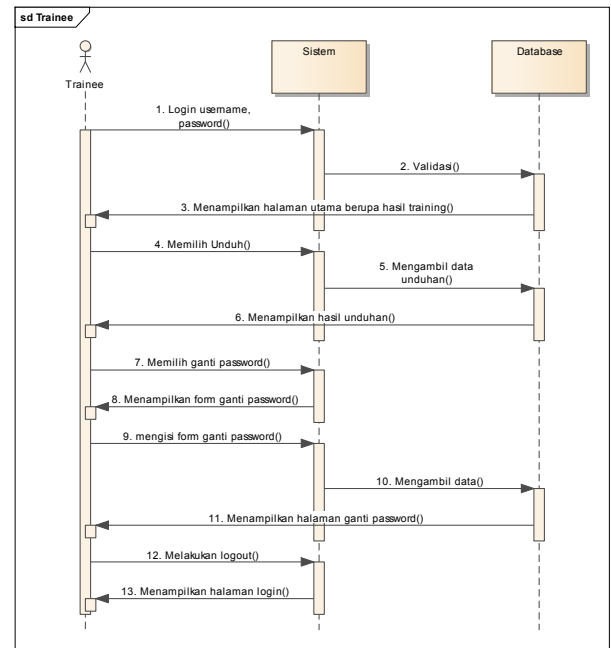 sd Trainee
Trainee
Sistem
Database
1. Login username,
password()
2. Validasi()
3. Menampilkan halaman utama berupa hasil training()
4. Memilih Unduh()
5. Mengambil data
unduhan()
6. Menampilkan hasil unduhan()
7. Memilih ganti password()
8. Menampilkan form ganti password()
9. mengisi form ganti password()
10. Mengambil data()
11. Menampilkan halaman ganti password()
12. Melakukan logout()
13. Menampilkan halaman login()